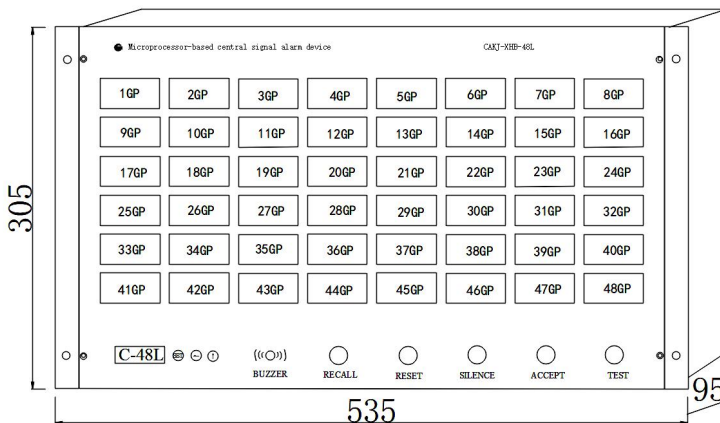 Microprocessor-based central signal alarm device CAKJ-XHB-48L
1GP 2GP 3GP 4GP 5GP 6GP 7GP 8GP
9GP 10GP 11GP 12GP 13GP 14GP 15GP 16GP
17GP 18GP 19GP 20GP 21GP 22GP 23GP 24GP
25GP 26GP 27GP 28GP 29GP 30GP 31GP 32GP
33GP 34GP 35GP 36GP 37GP 38GP 39GP 40GP
41GP 42GP 43GP 44GP 45GP 46GP 47GP 48GP
C-48L SET
BUZZER RECALL RESET SILENCE ACCEPT TEST
305
535
95